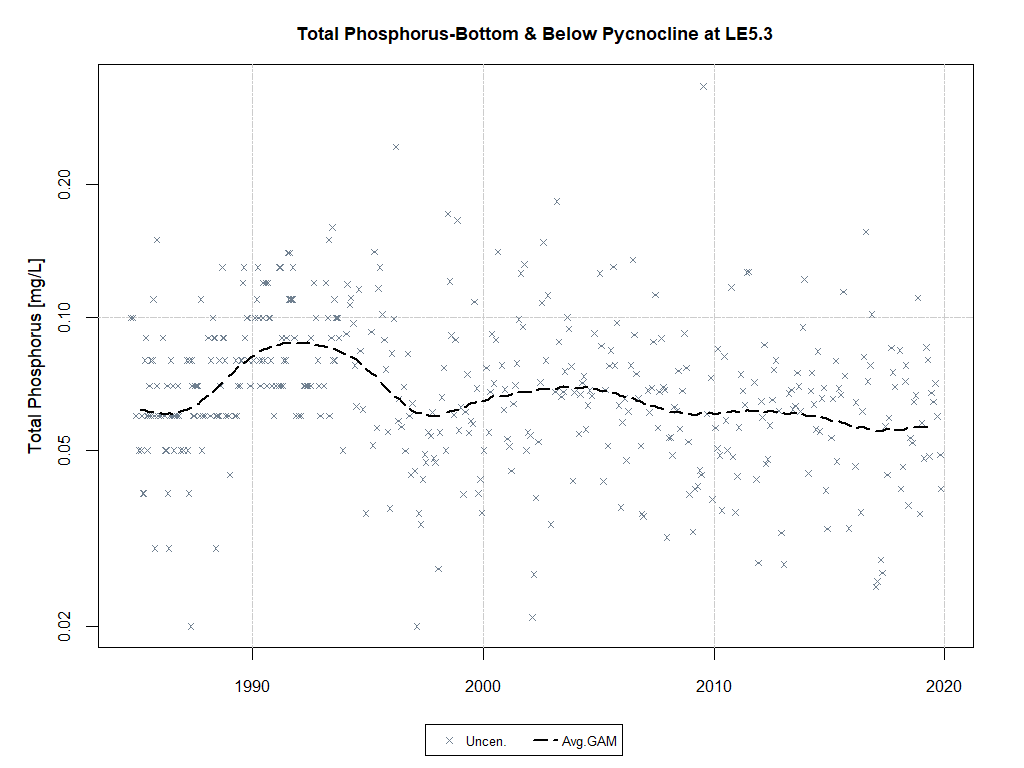 Total Phosphorus-Bottom & Below Pycnocline at LE5.3
Total Phosphorus [mg/L]
0.20
0.10
0.05
0.02
1990 2000 2010 2020
Uncen. Avg.GAM